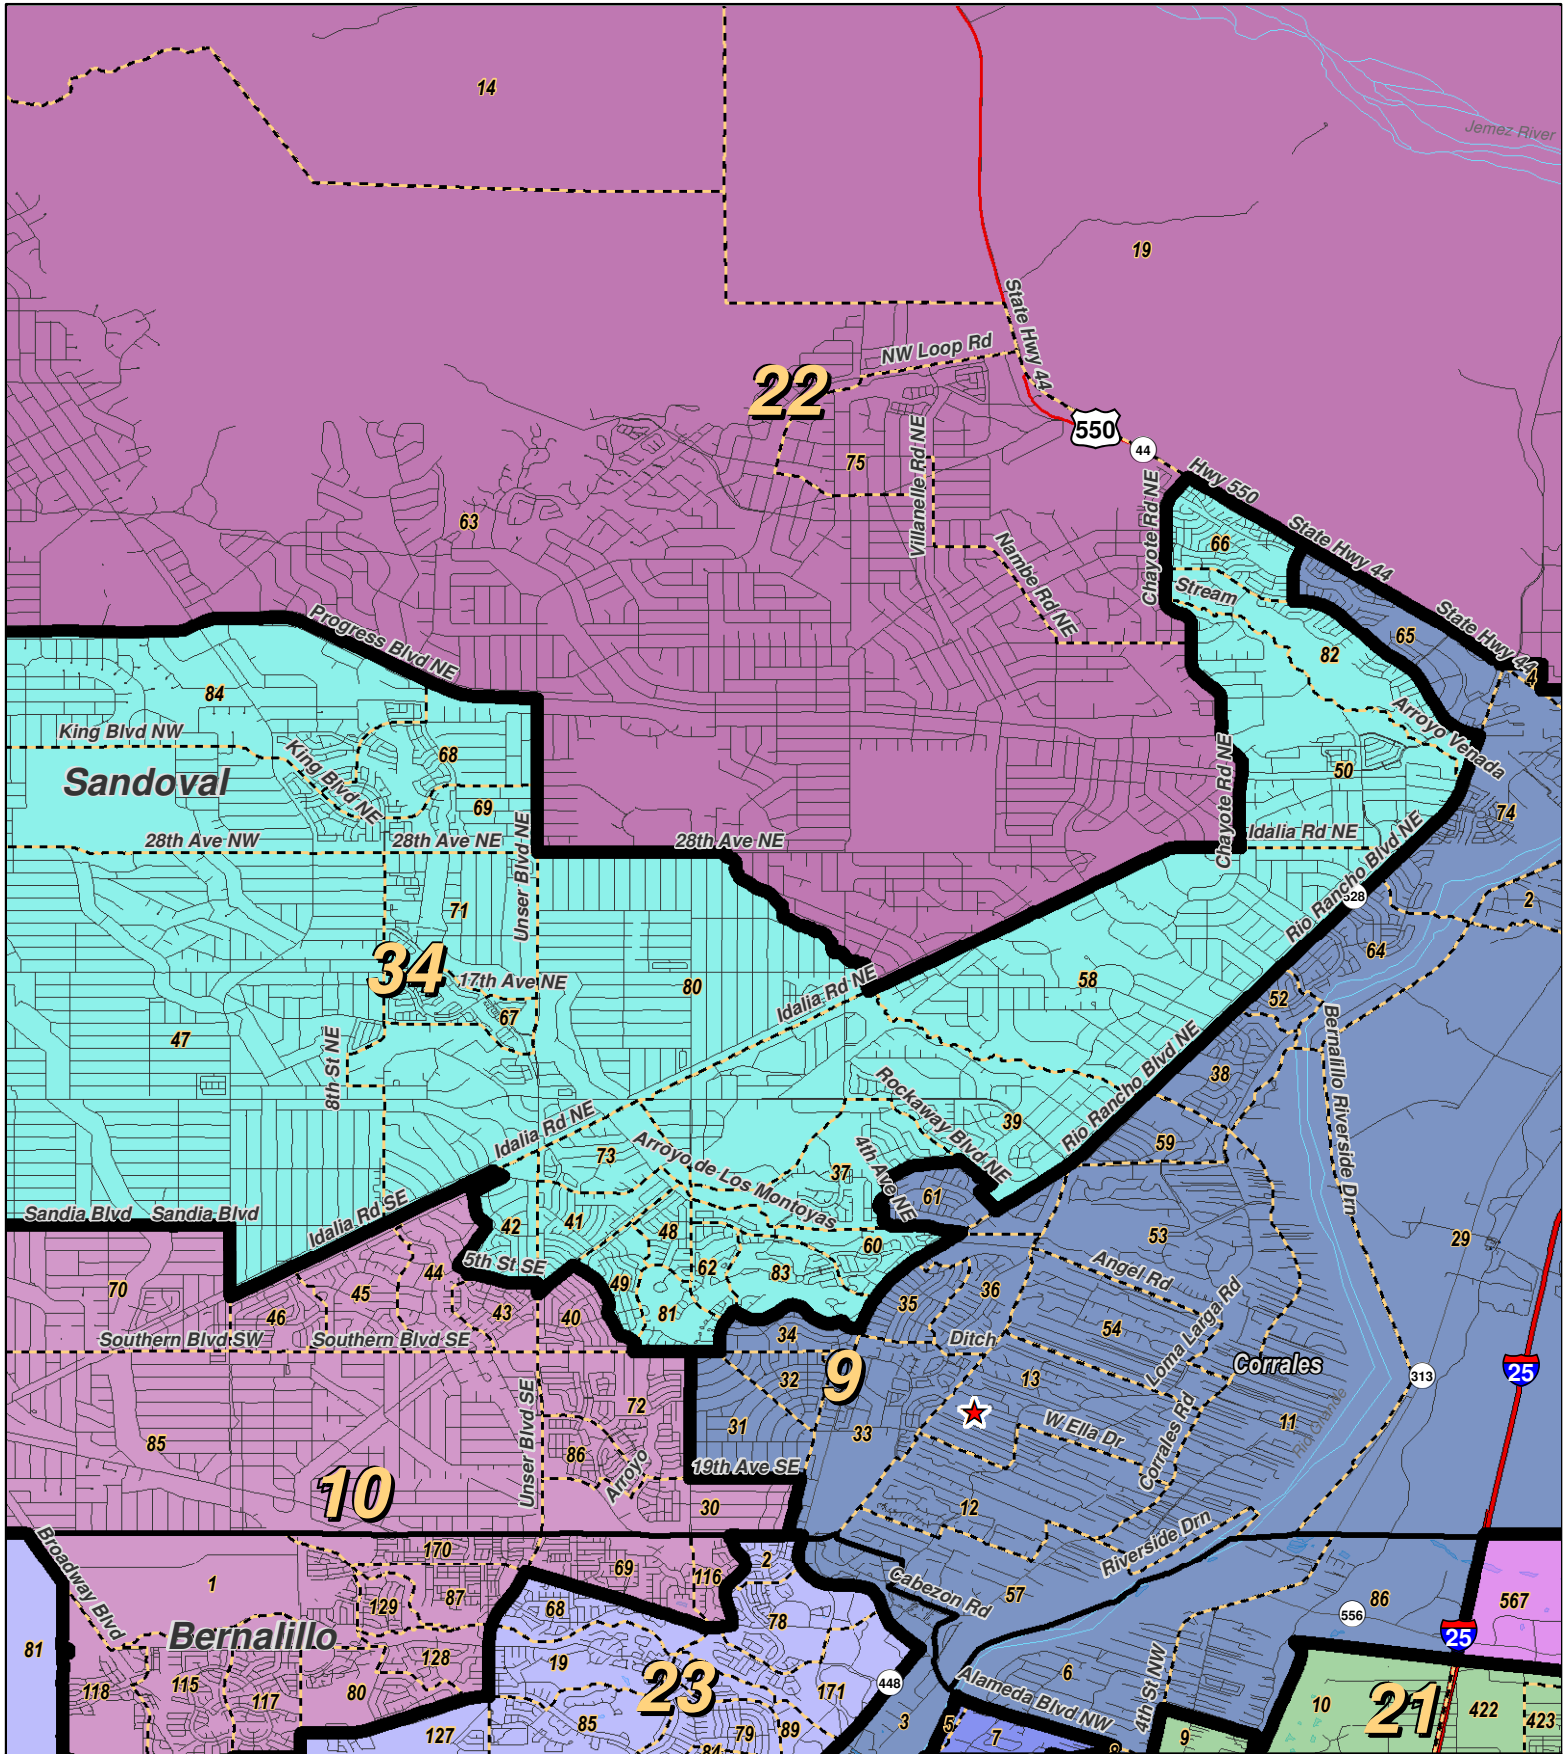 14
Jemez River
19
State Hwy 44
NW Loop Rd
22
550
44
75
Villanelle Rd NE
Hwy 550
Chayote Rd NE
63
State Hwy 44
66
Nambe Rd NE
Stream
State Hwy 44
Progress Blvd NE
65
82
4
84
Arroyo Venada
King Blvd NW
King Blvd NE
68
Sandoval
50
Chayote Rd NE
69
74
28th Ave NW
28th Ave NE
28th Ave NE
Idalia Rd NE
Unser Blvd NE
Rio Rancho Blvd NE
528
2
71
64
34
17th Ave NE
80
Idalia Rd NE
58
52
67
47
8th St NE
Bernalillo Riverside Drn
Rio Rancho Blvd NE
38
Rockaway Blvd NE
39
Idalia Rd NE
59
73
Arroyo de Los Montoyas
4th Ave NE
37
61
Sandia Blvd
Sandia Blvd
Idalia Rd SE
42
41
48
53
29
60
5th St SE
62
83
Angel Rd
44
49
36
70
45
46
43
40
81
35
Loma Larga Rd
Southern Blvd SW
Southern Blvd SE
34
Ditch
54
Corrales
9
32
13
313
25
72
Unser Blvd SE
31
33
W Ella Dr
Corrales Rd
11
Rio Grande
85
86
Arroyo
19th Ave SE
10
30
12
Riverside Drn
Broadway Blvd
170
69
116
2
1
129
87
68
Cabezon Rd
57
86
567
556
78
Bernalillo
25
81
128
19
4th St NW
118
115
117
80
23
171
448
6
Alameda Blvd NW
10
21
422
423
127
85
79
89
84
3
5
7
8
9